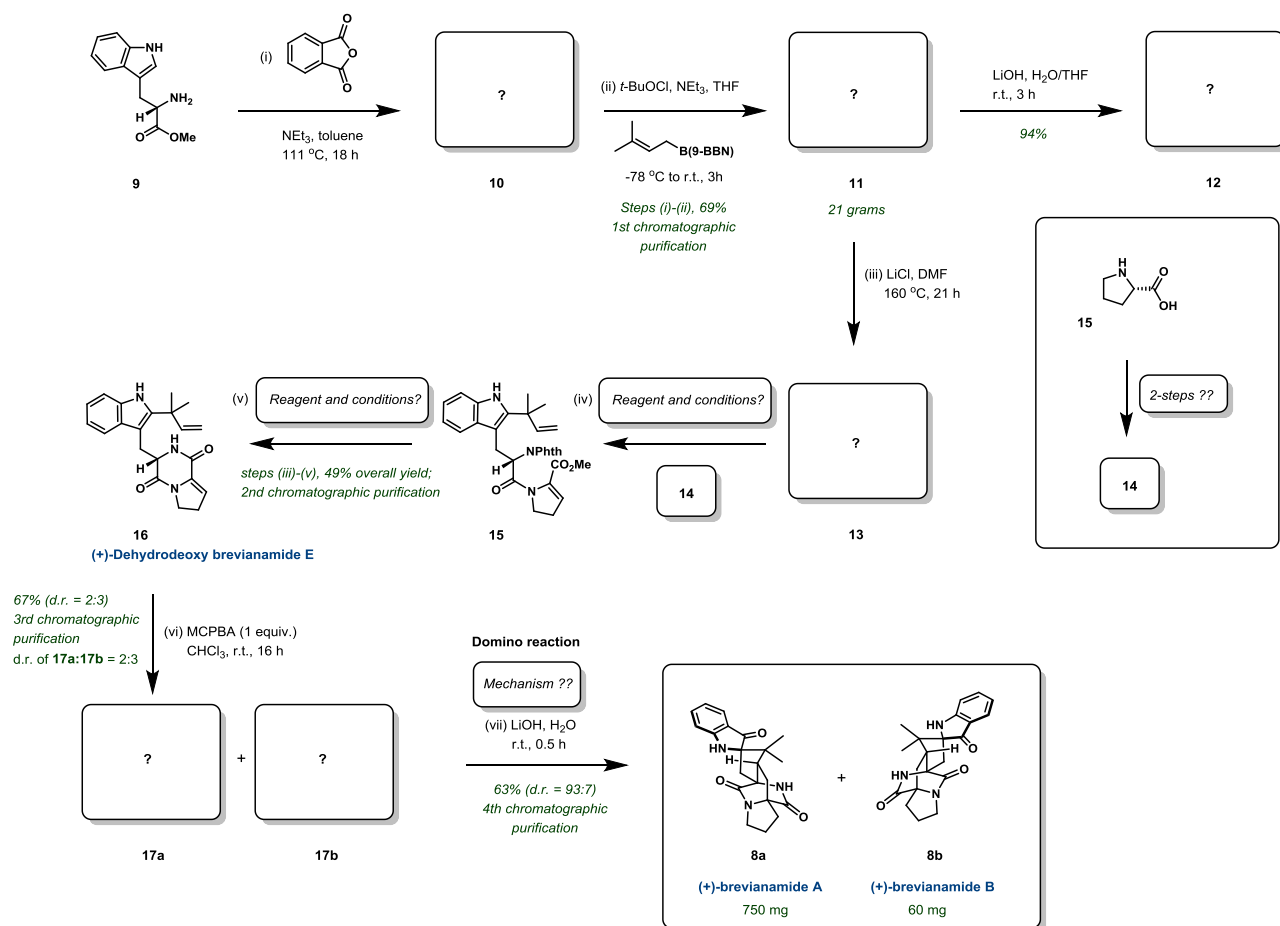 (i)
NH
NH2
H
O
OMe
9
O
O
O
NEt3, toluene
111 oC, 18 h
?
10
(ii) t-BuOCl, NEt3, THF
B(9-BBN)
-78 oC to r.t., 3h
Steps (i)-(ii), 69%
1st chromatographic
purification
?
11
21 grams
LiOH, H2O/THF
r.t., 3 h
94%
?
12
(iii) LiCl, DMF
160 oC, 21 h
H
N
O
OH
15
2-steps ??
14
H
N
H
N
H
O
O
N
16
(+)-Dehydrodeoxy brevianamide E
(v)
Reagent and conditions?
steps (iii)-(v), 49% overall yield;
2nd chromatographic purification
H
N
NPhth
H
CO2Me
O
N
15
(iv)
Reagent and conditions?
14
?
13
67% (d.r. = 2:3)
3rd chromatographic
purification
d.r. of 17a:17b = 2:3
(vi) MCPBA (1 equiv.)
CHCl3, r.t., 16 h
?
17a
+
?
17b
Domino reaction
Mechanism ??
(vii) LiOH, H2O
r.t., 0.5 h
63% (d.r. = 93:7)
4th chromatographic
purification
O
HN
H
O
NH
N
O
8a
(+)-brevianamide A
750 mg
+
HN
H
O
HN
O
N
O
8b
(+)-brevianamide B
60 mg